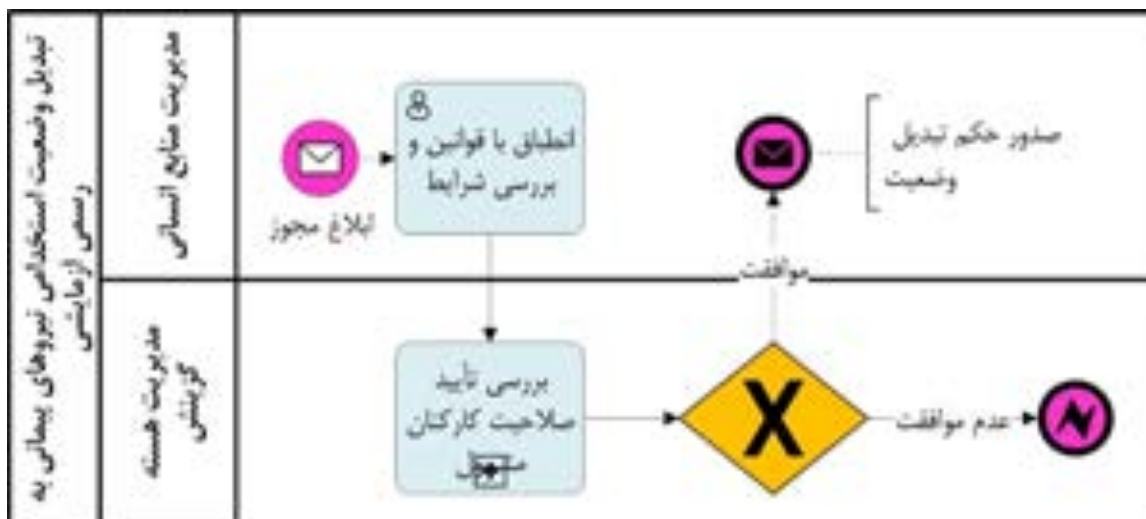 تبدیل وضعیت استخدامی نیروهای پیمانی به
رسمی آزمایشی
مدیریت منابع انسانی
ابلاغ مجوز
انطباق با قوانین و
بررسی شرایط
صدور حکم تبدیل
وضعیت
موافقت
مدیریت هسته
گزینش
بررسی تأیید
صلاحیت کارکنان
X
عدم موافقت